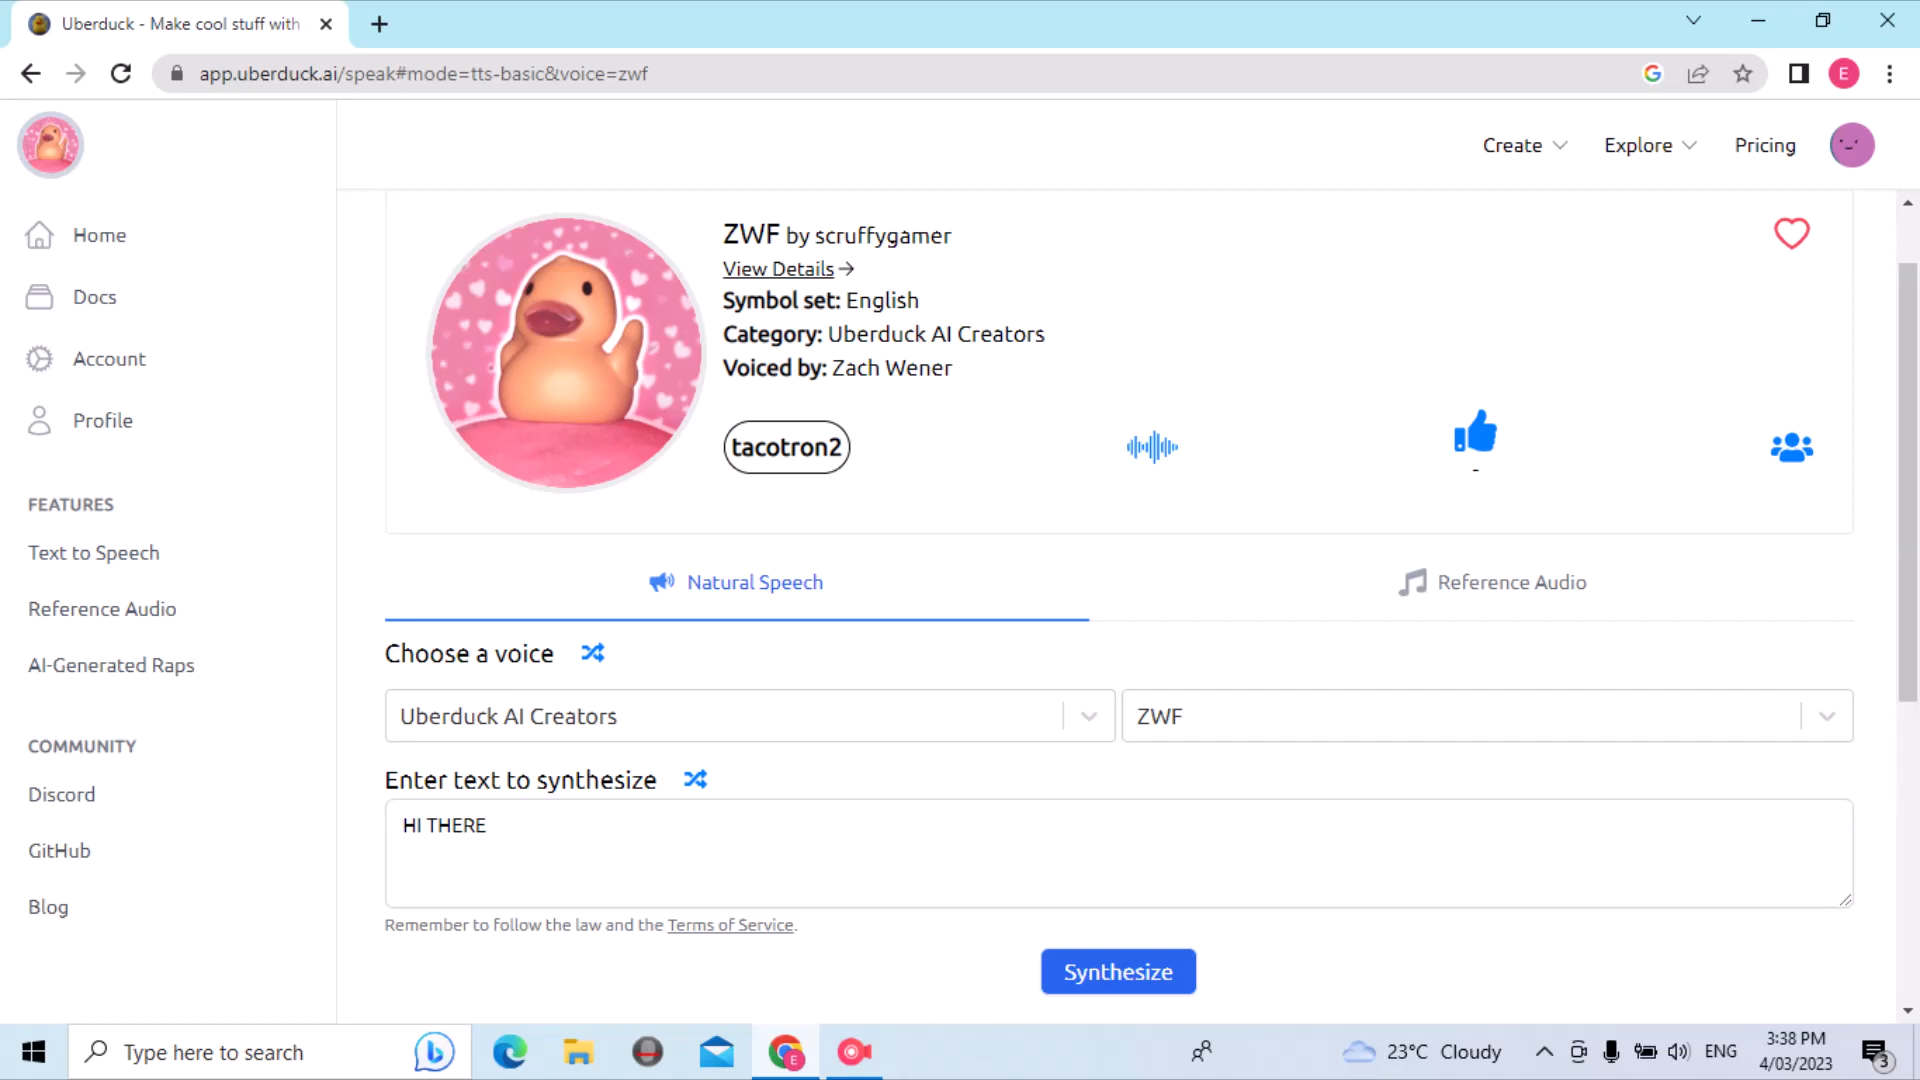 Uberduck - Make cool stuff with
app.uberduck.ai/speak#mode=tts-basic&voice=zwf
E
Create
Explore
Pricing
Home
Docs
Account
Profile
FEATURES
Text to Speech
Reference Audio
AI-Generated Raps
COMMUNITY
Discord
GitHub
Blog
ZWF by scruffygamer
View Details
Symbol set: English
Category: Uberduck AI Creators
Voiced by: Zach Wener
tacotron2
-
Natural Speech
Reference Audio
Choose a voice
Uberduck AI Creators
ZWF
Enter text to synthesize
HI THERE
Remember to follow the law and the Terms of Service.
Synthesize
Type here to search
E
23°C Cloudy
ENG
3:38 PM
4/03/2023
3